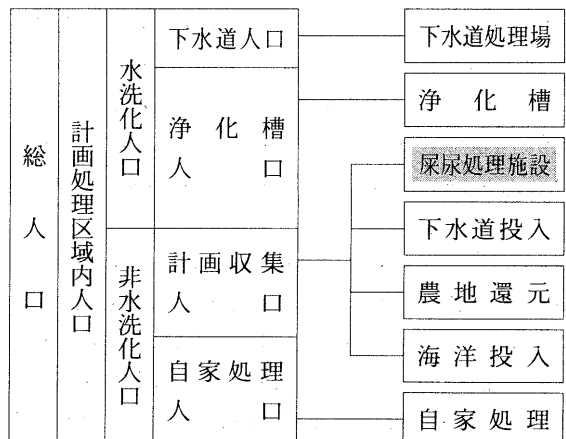 総人口
計画処理区域内人口
水洗化人口
非水洗化人口
下水道人口
浄化槽
人口
計画収集
人口
自家処理
人口
下水道処理場
浄化槽
屎尿処理施設
下水道投入
農地還元
海洋投入
自家処理